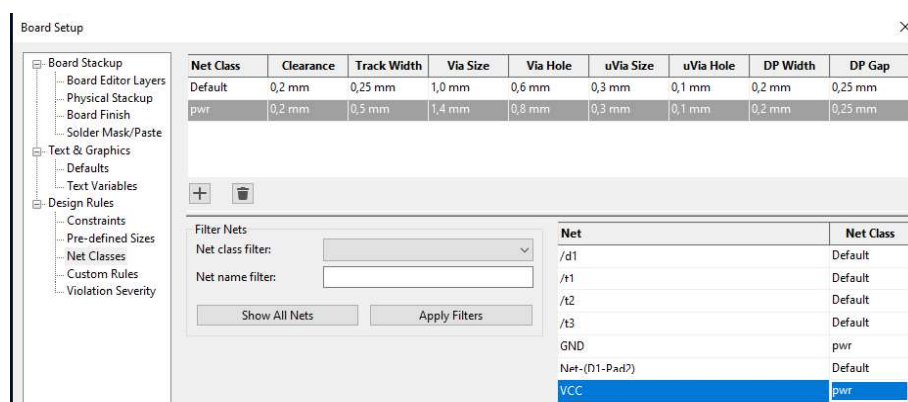 Board Setup
Board Stackup
Board Editor Layers
Physical Stackup
Board Finish
Solder Mask/Paste
Text & Graphics
Defaults
Text Variables
Design Rules
Constraints
Pre-defined Sizes
Net Classes
Custom Rules
Violation Severity
Net Class Clearance Track Width Via Size Via Hole uVia Size uVia Hole DP Width DP Gap
Default 0,2 mm 0,25 mm 1,0 mm 0,6 mm 0,3 mm 0,1 mm 0,2 mm 0,25 mm
pwr 0,2 mm 0,5 mm 1,4 mm 0,8 mm 0,3 mm 0,1 mm 0,2 mm 0,25 mm
Filter Nets
Net class filter:
Net name filter:
Show All Nets Apply Filters
Net Net Class
/d1 Default
/t1 Default
/t2 Default
/t3 Default
GND pwr
Net-(D1-Pad2) Default
VCC pwr